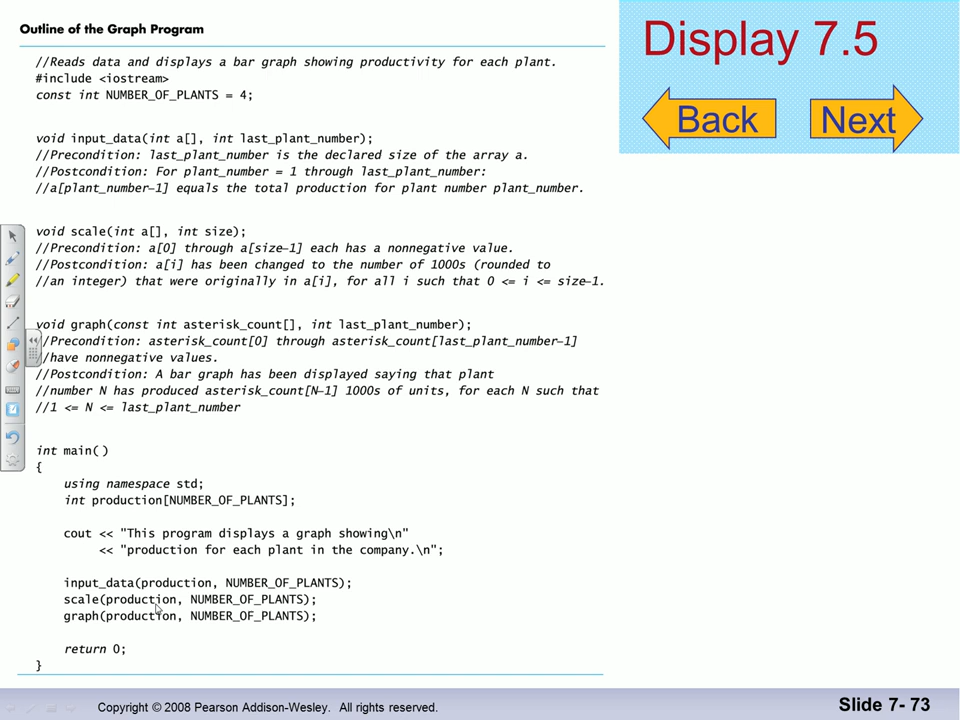 Outline of the Graph Program
Display 7.5
Back
Next
//Reads data and displays a bar graph showing productivity for each plant.
#include <iostream>
const int NUMBER_OF_PLANTS = 4;
void input_data(int a[], int last_plant_number);
//Precondition: last_plant_number is the declared size of the array a.
//Postcondition: For plant_number = 1 through last_plant_number:
//a[plant_number–1] equals the total production for plant number plant_number.
void scale(int a[], int size);
//Precondition: a[0] through a[size–1] each has a nonnegative value.
//Postcondition: a[i] has been changed to the number of 1000s (rounded to
//an integer) that were originally in a[i], for all i such that 0 <= i <= size–1.
void graph(const int asterisk_count[], int last_plant_number);
//Precondition: asterisk_count[0] through asterisk_count[last_plant_number–1]
//have nonnegative values.
//Postcondition: A bar graph has been displayed saying that plant
//number N has produced asterisk_count[N–1] 1000s of units, for each N such that
//1 <= N <= last_plant_number
int main( )
{
using namespace std;
int production[NUMBER_OF_PLANTS];
cout << "This program displays a graph showing\n"
<< "production for each plant in the company.\n";
input_data(production, NUMBER_OF_PLANTS);
scale(production, NUMBER_OF_PLANTS);
graph(production, NUMBER_OF_PLANTS);
return 0;
}
Copyright © 2008 Pearson Addison-Wesley. All rights reserved.
Slide 7- 73